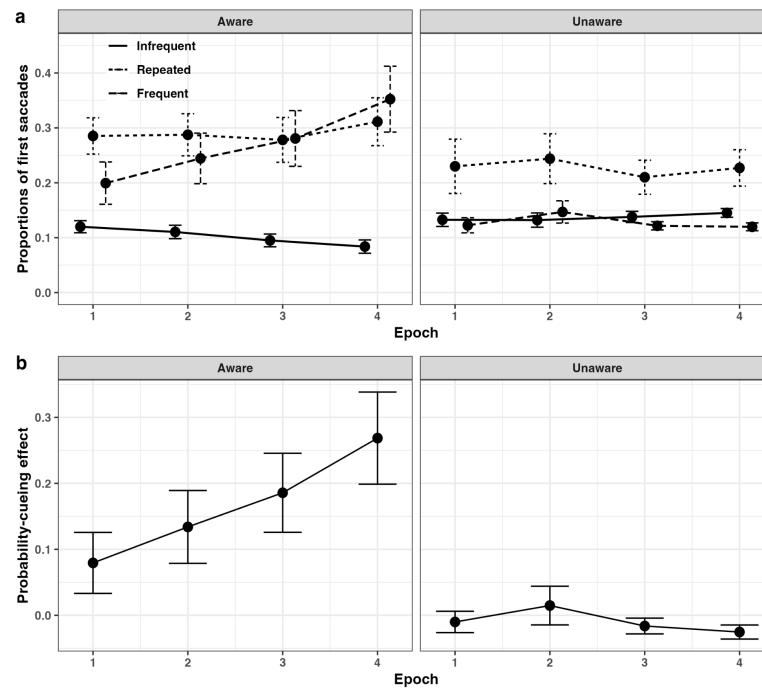 a
Aware
Unaware
Infrequent
Repeated
Frequent
Proportions of first saccades
0.4
0.3
0.2
0.1
0.0
1 2 3 4
1 2 3 4
Epoch
b
Aware
Unaware
Probability-cueing effect
0.3
0.2
0.1
0.0
1 2 3 4
1 2 3 4
Epoch